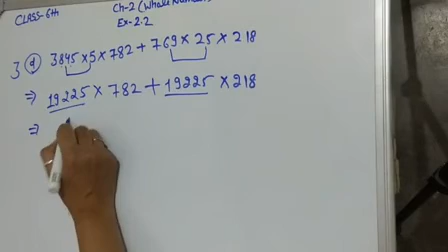 CLASS-6th Ch-2 (Whole Numbers
Ex-2.2
3 d 3845 × 5 × 782 + 769 × 25 × 218
⇒ 19225 × 782 + 19225 × 218
⇒